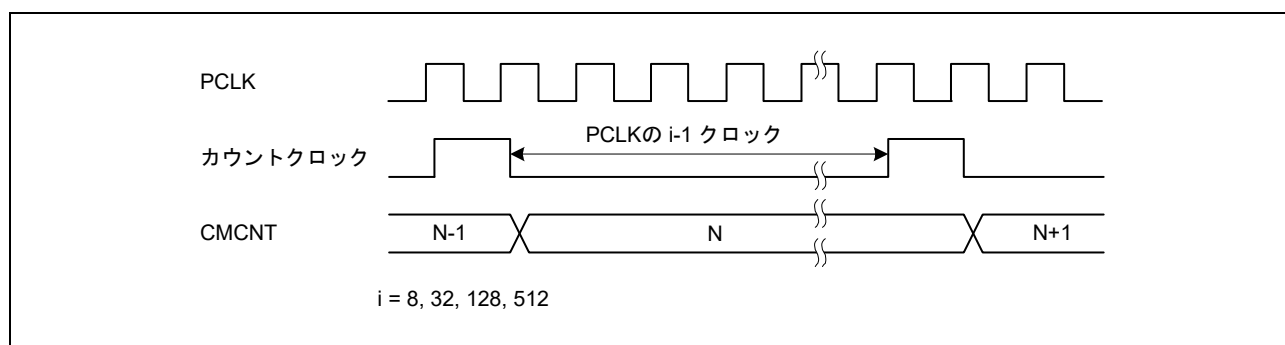 PCLK
PCLKの i-1 クロック
カウントクロック
CMCNT
N-1
N
N+1
i = 8, 32, 128, 512